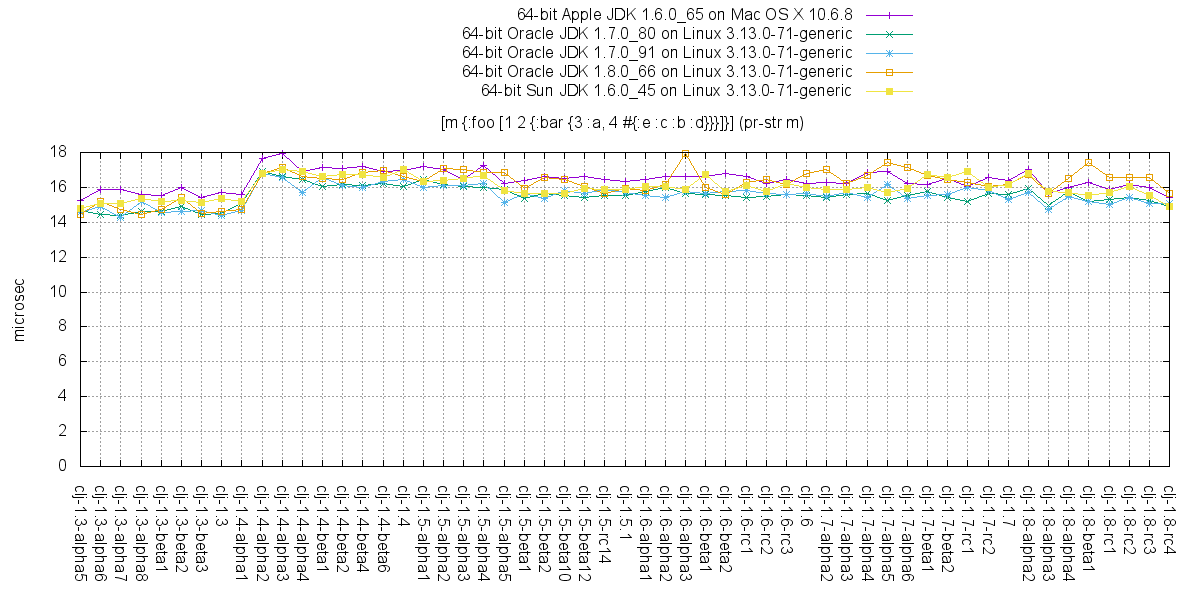 64-bit Apple JDK 1.6.0_65 on Mac OS X 10.6.8
64-bit Oracle JDK 1.7.0_80 on Linux 3.13.0-71-generic
64-bit Oracle JDK 1.7.0_91 on Linux 3.13.0-71-generic
64-bit Oracle JDK 1.8.0_66 on Linux 3.13.0-71-generic
64-bit Sun JDK 1.6.0_45 on Linux 3.13.0-71-generic
[m {:foo [1 2 {:bar {3 :a, 4 #{:e :c :b :d}}}]}] (pr-str m)
microsec
18
16
14
12
10
8
6
4
2
0
clj-1.3-alpha5
clj-1.3-alpha6
clj-1.3-alpha7
clj-1.3-alpha8
clj-1.3-beta1
clj-1.3-beta2
clj-1.3-beta3
clj-1.3
clj-1.4-alpha1
clj-1.4-alpha2
clj-1.4-alpha3
clj-1.4-alpha4
clj-1.4-beta1
clj-1.4-beta2
clj-1.4-beta4
clj-1.4-beta6
clj-1.4
clj-1.5-alpha1
clj-1.5-alpha2
clj-1.5-alpha3
clj-1.5-alpha4
clj-1.5-alpha5
clj-1.5-beta1
clj-1.5-beta2
clj-1.5-beta10
clj-1.5-beta12
clj-1.5-rc14
clj-1.5.1
clj-1.6-alpha1
clj-1.6-alpha2
clj-1.6-alpha3
clj-1.6-beta1
clj-1.6-beta2
clj-1.6-rc1
clj-1.6-rc2
clj-1.6-rc3
clj-1.6
clj-1.7-alpha2
clj-1.7-alpha3
clj-1.7-alpha4
clj-1.7-alpha5
clj-1.7-alpha6
clj-1.7-beta1
clj-1.7-beta2
clj-1.7-rc1
clj-1.7-rc2
clj-1.7
clj-1.8-alpha2
clj-1.8-alpha3
clj-1.8-alpha4
clj-1.8-beta1
clj-1.8-rc1
clj-1.8-rc2
clj-1.8-rc3
clj-1.8-rc4